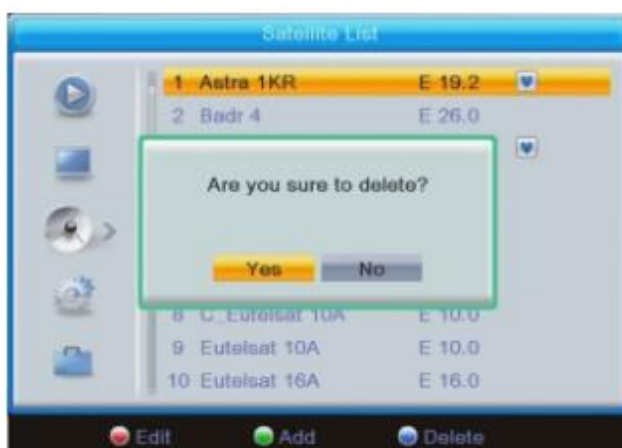 Satellite List
1 Astra 1KR E 19.2
2 Badr 4 E 26.0
Are you sure to delete?
Yes No
8 C_Eutelsat 10A E 10.0
9 Eutelsat 10A E 10.0
10 Eutelsat 16A E 16.0
Edit Add Delete